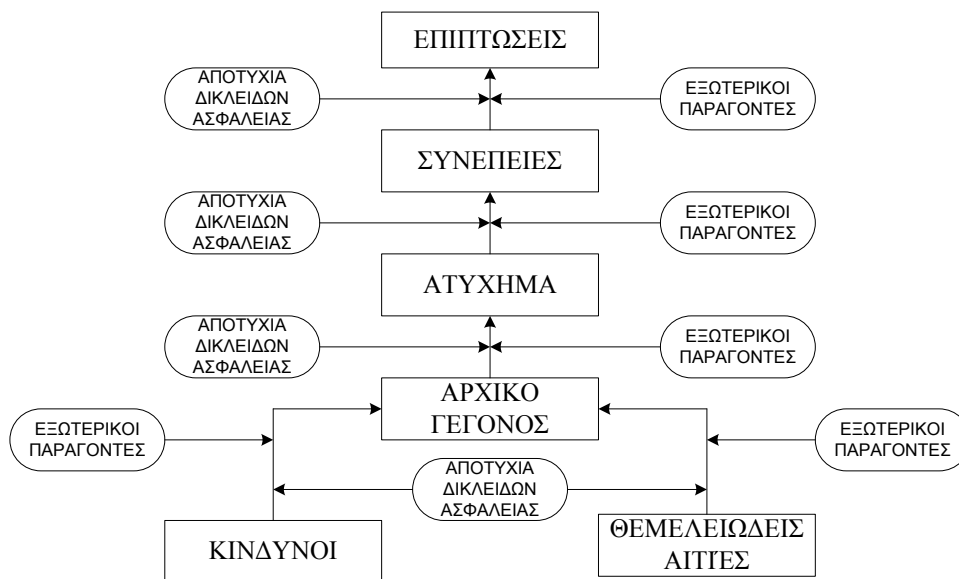 ΕΠΙΠΤΩΣΕΙΣ
ΑΠΟΤΥΧΙΑ
ΔΙΚΛΕΙΔΩΝ
ΑΣΦΑΛΕΙΑΣ
ΕΞΩΤΕΡΙΚΟΙ
ΠΑΡΑΓΟΝΤΕΣ
ΣΥΝΕΠΕΙΕΣ
ΑΠΟΤΥΧΙΑ
ΔΙΚΛΕΙΔΩΝ
ΑΣΦΑΛΕΙΑΣ
ΕΞΩΤΕΡΙΚΟΙ
ΠΑΡΑΓΟΝΤΕΣ
ΑΤΥΧΗΜΑ
ΑΠΟΤΥΧΙΑ
ΔΙΚΛΕΙΔΩΝ
ΑΣΦΑΛΕΙΑΣ
ΕΞΩΤΕΡΙΚΟΙ
ΠΑΡΑΓΟΝΤΕΣ
ΑΡΧΙΚΟ
ΓΕΓΟΝΟΣ
ΕΞΩΤΕΡΙΚΟΙ
ΠΑΡΑΓΟΝΤΕΣ
ΕΞΩΤΕΡΙΚΟΙ
ΠΑΡΑΓΟΝΤΕΣ
ΑΠΟΤΥΧΙΑ
ΔΙΚΛΕΙΔΩΝ
ΑΣΦΑΛΕΙΑΣ
ΚΙΝΔΥΝΟΙ
ΘΕΜΕΛΕΙΩΔΕΙΣ
ΑΙΤΙΈΣ